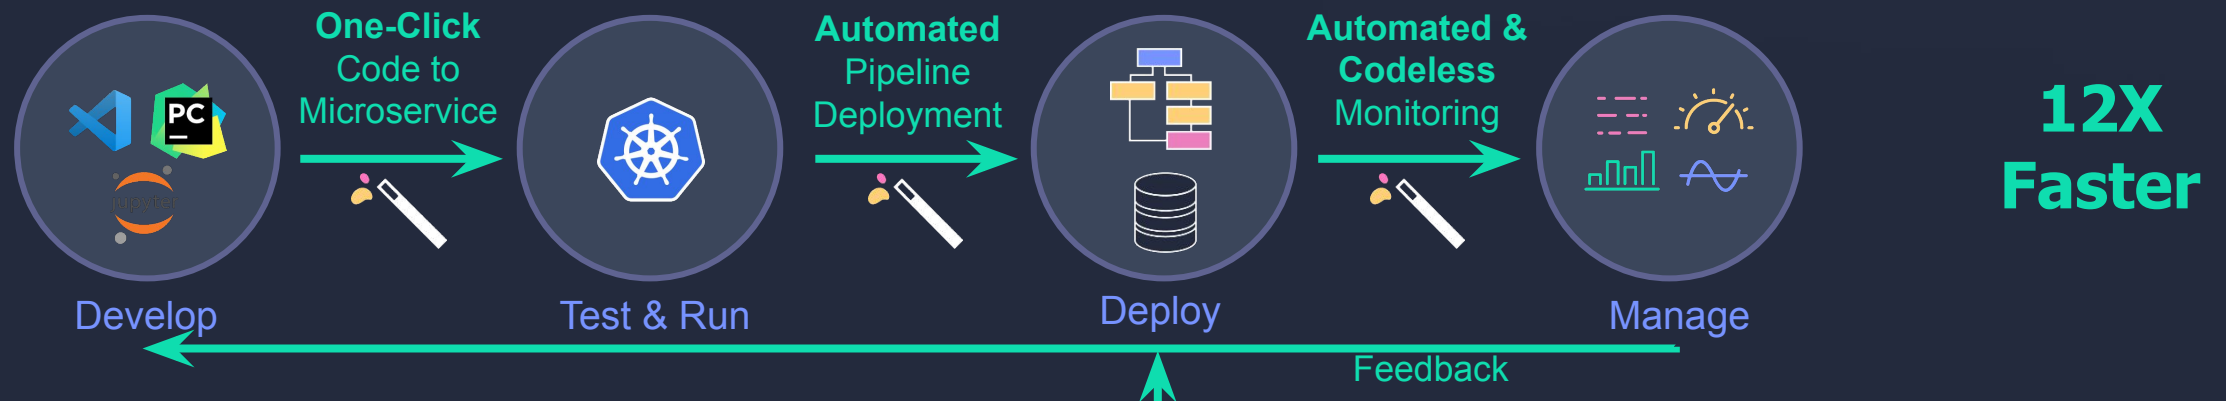 One-Click
Code to
Microservice
Automated
Pipeline
Deployment
Automated &
Codeless
Monitoring
PC
jupyter
12X
Faster
Develop
Test & Run
Deploy
Manage
Feedback